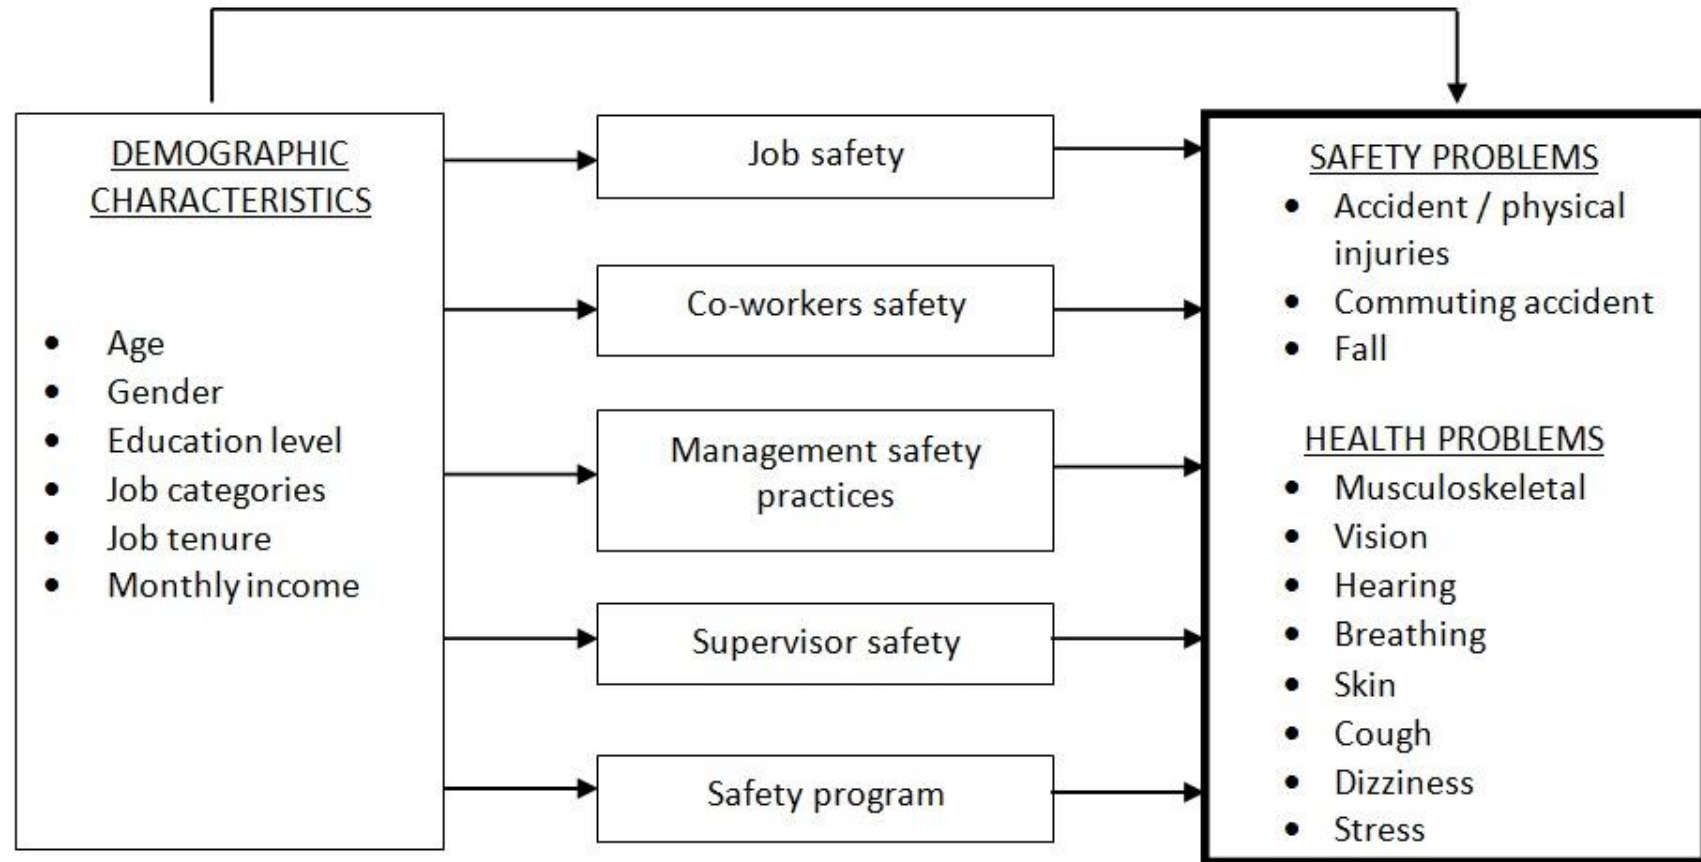 DEMOGRAPHIC
CHARACTERISTICS
• Age
• Gender
• Education level
• Job categories
• Job tenure
• Monthly income
Job safety
Co-workers safety
Management safety
practices
Supervisor safety
Safety program
SAFETY PROBLEMS
• Accident / physical
injuries
• Commuting accident
• Fall
HEALTH PROBLEMS
• Musculoskeletal
• Vision
• Hearing
• Breathing
• Skin
• Cough
• Dizziness
• Stress